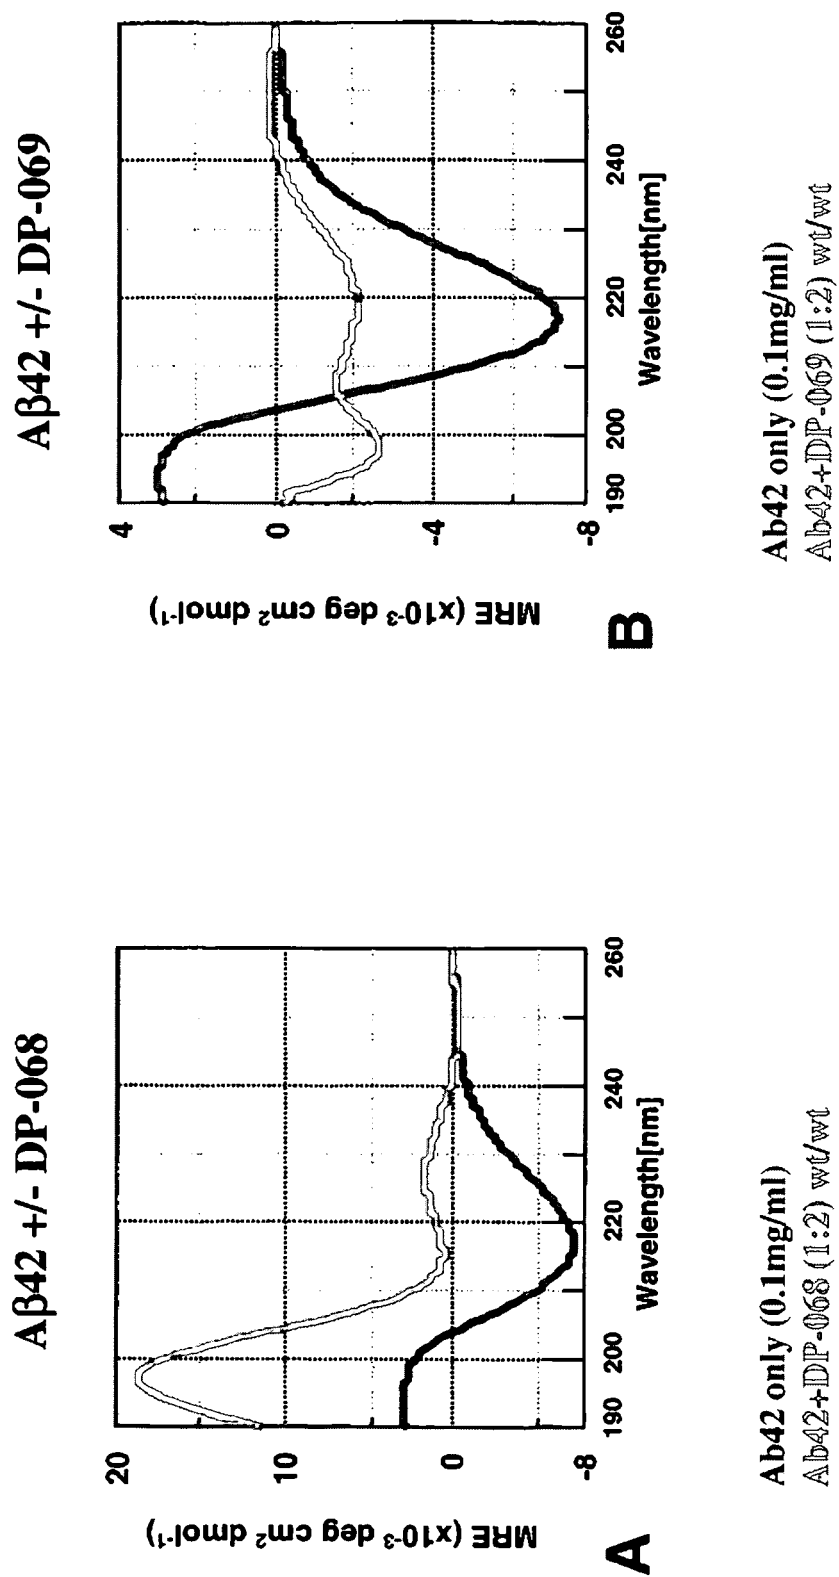 Aβ42 +/- DP-068
MRE (x10-3 deg cm2 dmol-1)
20
10
0
-8
190
200
220
240
260
Wavelength[nm]
A
Ab42 only (0.1mg/ml)
Ab42+DP-068 (1:2) wt/wt
Aβ42 +/- DP-069
MRE (x10-3 deg cm2 dmol-1)
4
0
-4
-8
190
200
220
240
260
Wavelength[nm]
B
Ab42 only (0.1mg/ml)
Ab42+DP-069 (1:2) wt/wt